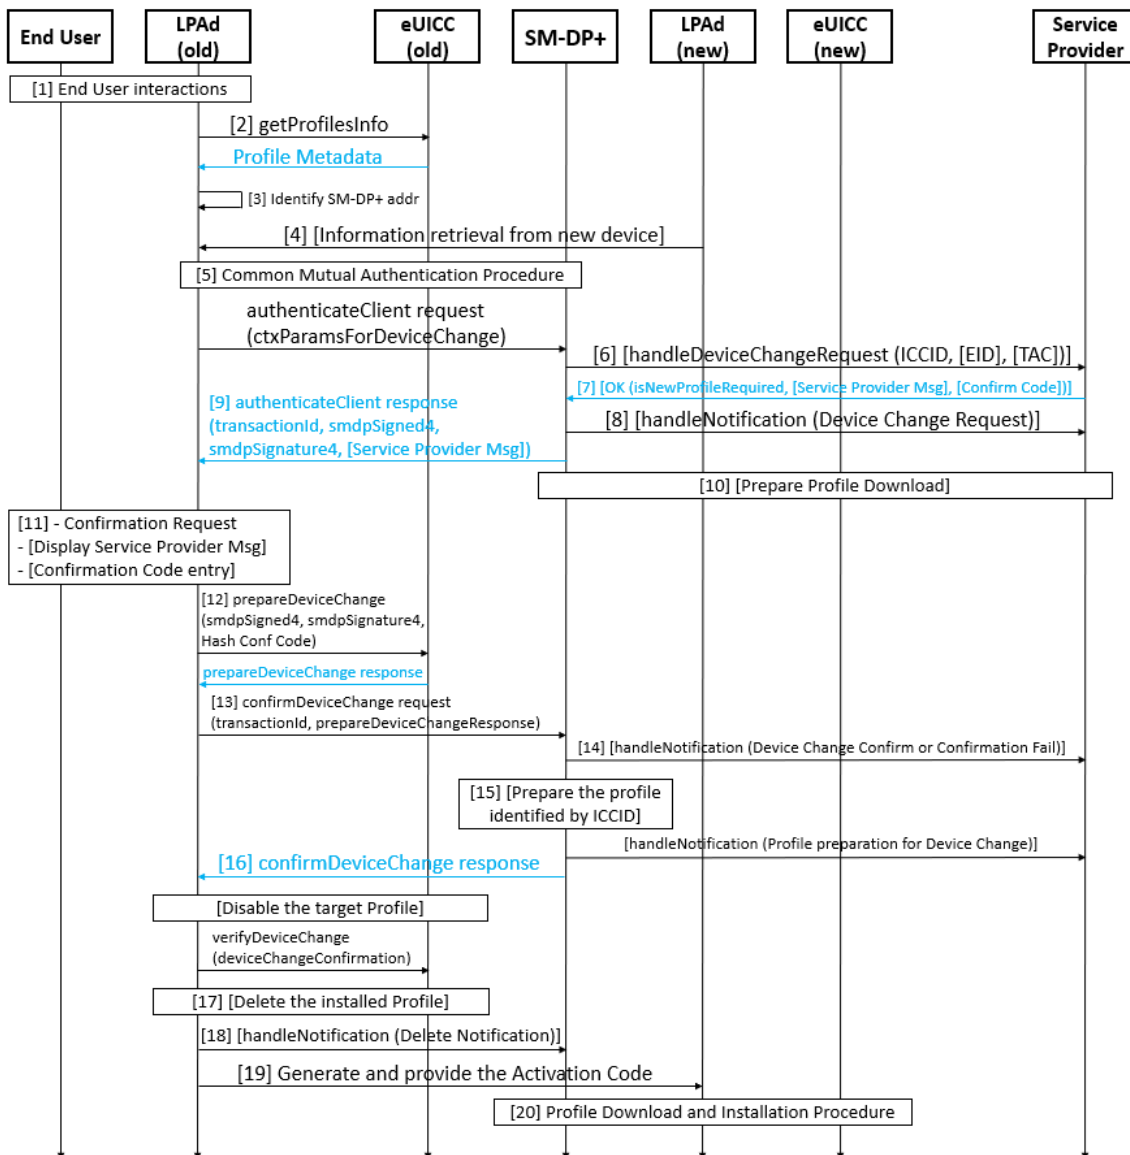 End User
LPAd
(old)
eUICC
(old)
SM-DP+
LPAd
(new)
eUICC
(new)
Service
Provider
[1] End User interactions
[2] getProfilesInfo
Profile Metadata
[3] Identify SM-DP+ addr
[4] [Information retrieval from new device]
[5] Common Mutual Authentication Procedure
authenticateClient request
(ctxParamsForDeviceChange)
[6] [handleDeviceChangeRequest (ICCID, [EID], [TAC])]
[7] [OK (isNewProfileRequired, [Service Provider Msg], [Confirm Code])]
[8] [handleNotification (Device Change Request)]
[9] authenticateClient response
(transactionId, smdpSigned4,
smdpSignature4, [Service Provider Msg])
[10] [Prepare Profile Download]
[11] - Confirmation Request
- [Display Service Provider Msg]
- [Confirmation Code entry]
[12] prepareDeviceChange
(smdpSigned4, smdpSignature4,
Hash Conf Code)
prepareDeviceChange response
[13] confirmDeviceChange request
(transactionId, prepareDeviceChangeResponse)
[14] [handleNotification (Device Change Confirm or Confirmation Fail)]
[15] [Prepare the profile
identified by ICCID]
[handleNotification (Profile preparation for Device Change)]
[16] confirmDeviceChange response
[Disable the target Profile]
verifyDeviceChange
(deviceChangeConfirmation)
[17] [Delete the installed Profile]
[18] [handleNotification (Delete Notification)]
[19] Generate and provide the Activation Code
[20] Profile Download and Installation Procedure